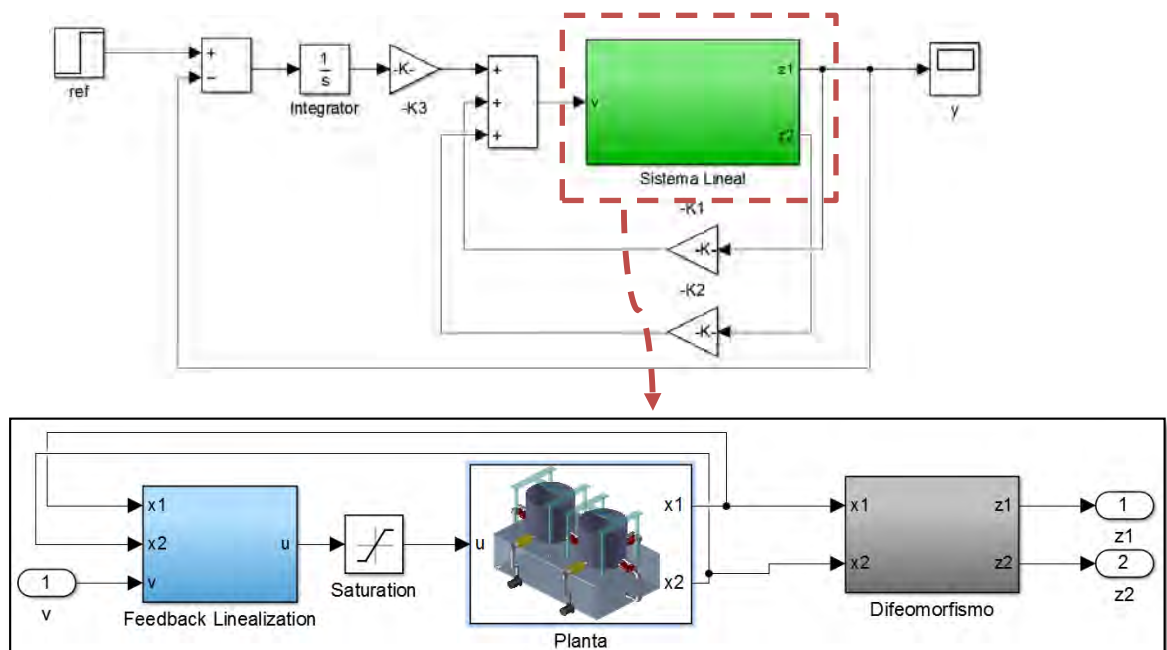 ref
+
−
1
s
Integrator
-K-
-K3
+
+
+
v
z1
z2
Sistema Lineal
y
-K1
-K-
-K2
-K-
x1
x2
v
u
Feedback Linealization
1
v
Saturation
u
x1
x2
Planta
x1
x2
z1
z2
Difeomorfismo
1
z1
2
z2